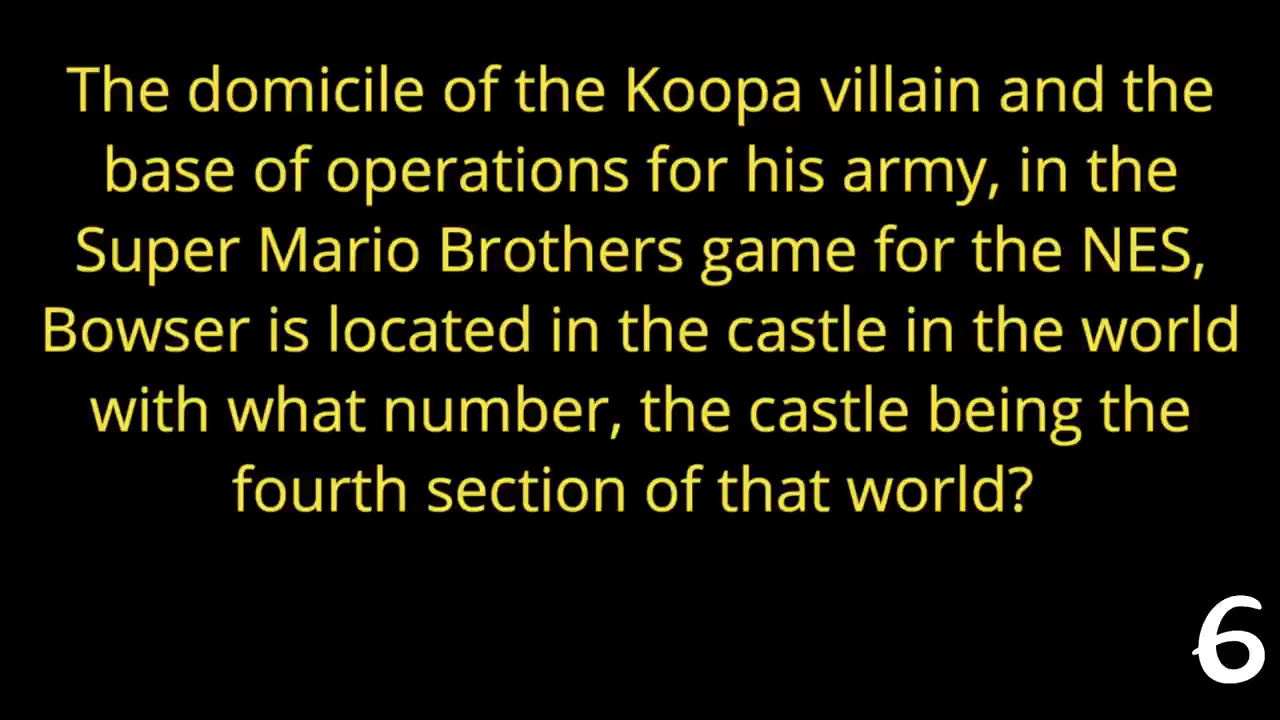 The domicile of the Koopa villain and the
base of operations for his army, in the
Super Mario Brothers game for the NES,
Bowser is located in the castle in the world
with what number, the castle being the
fourth section of that world?
6